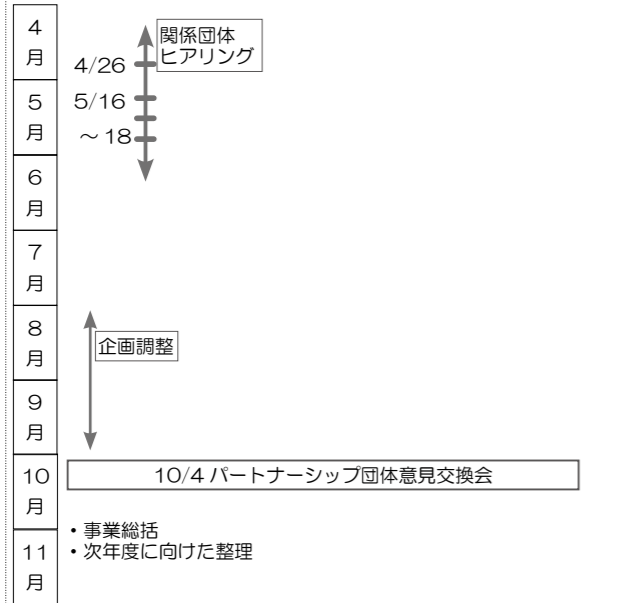 4
月
関係団体
ヒアリング
4/26
5
月
5/16
～18
6
月
7
月
8
月
企画調整
9
月
10
月
10/4 パートナーシップ団体意見交換会
・事業総括
・次年度に向けた整理
11
月